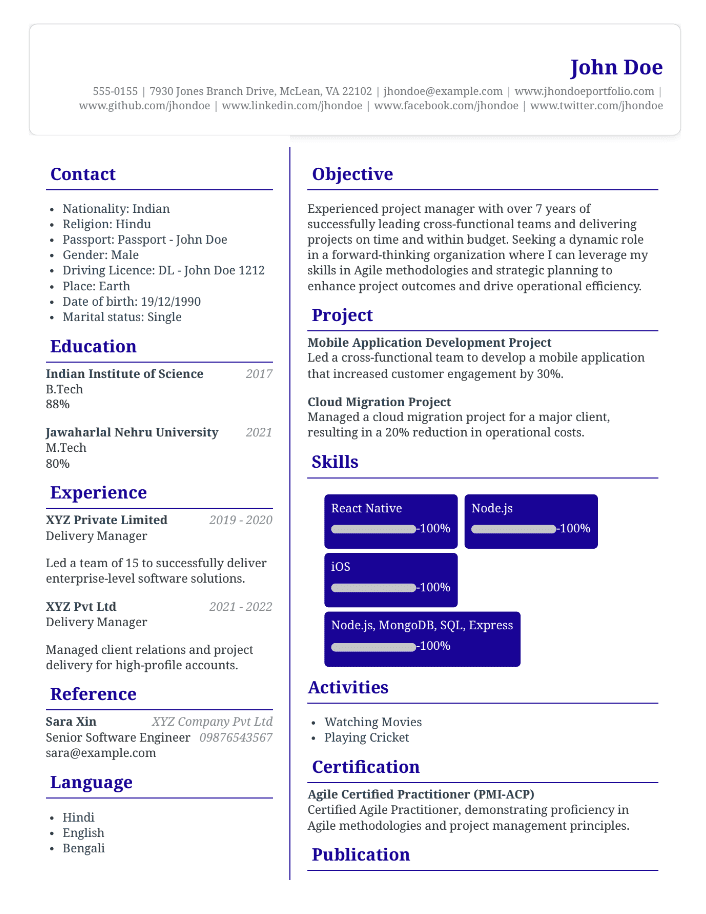 John Doe
555-0155 | 7930 Jones Branch Drive, McLean, VA 22102 | jhondoe@example.com | www.jhondoeportfolio.com |
www.github.com/jhondoe | www.linkedin.com/jhondoe | www.facebook.com/jhondoe | www.twitter.com/jhondoe
Contact
• Nationality: Indian
• Religion: Hindu
• Passport: Passport - John Doe
• Gender: Male
• Driving Licence: DL - John Doe 1212
• Place: Earth
• Date of birth: 19/12/1990
• Marital status: Single
Education
Indian Institute of Science 2017
B.Tech
88%
Jawaharlal Nehru University 2021
M.Tech
80%
Experience
XYZ Private Limited 2019 - 2020
Delivery Manager
Led a team of 15 to successfully deliver
enterprise-level software solutions.
XYZ Pvt Ltd 2021 - 2022
Delivery Manager
Managed client relations and project
delivery for high-profile accounts.
Reference
Sara Xin XYZ Company Pvt Ltd
Senior Software Engineer 09876543567
sara@example.com
Language
• Hindi
• English
• Bengali
Objective
Experienced project manager with over 7 years of
successfully leading cross-functional teams and delivering
projects on time and within budget. Seeking a dynamic role
in a forward-thinking organization where I can leverage my
skills in Agile methodologies and strategic planning to
enhance project outcomes and drive operational efficiency.
Project
Mobile Application Development Project
Led a cross-functional team to develop a mobile application
that increased customer engagement by 30%.
Cloud Migration Project
Managed a cloud migration project for a major client,
resulting in a 20% reduction in operational costs.
Skills
React Native
-100%
Node.js
-100%
iOS
-100%
Node.js, MongoDB, SQL, Express
-100%
Activities
• Watching Movies
• Playing Cricket
Certification
Agile Certified Practitioner (PMI-ACP)
Certified Agile Practitioner, demonstrating proficiency in
Agile methodologies and project management principles.
Publication